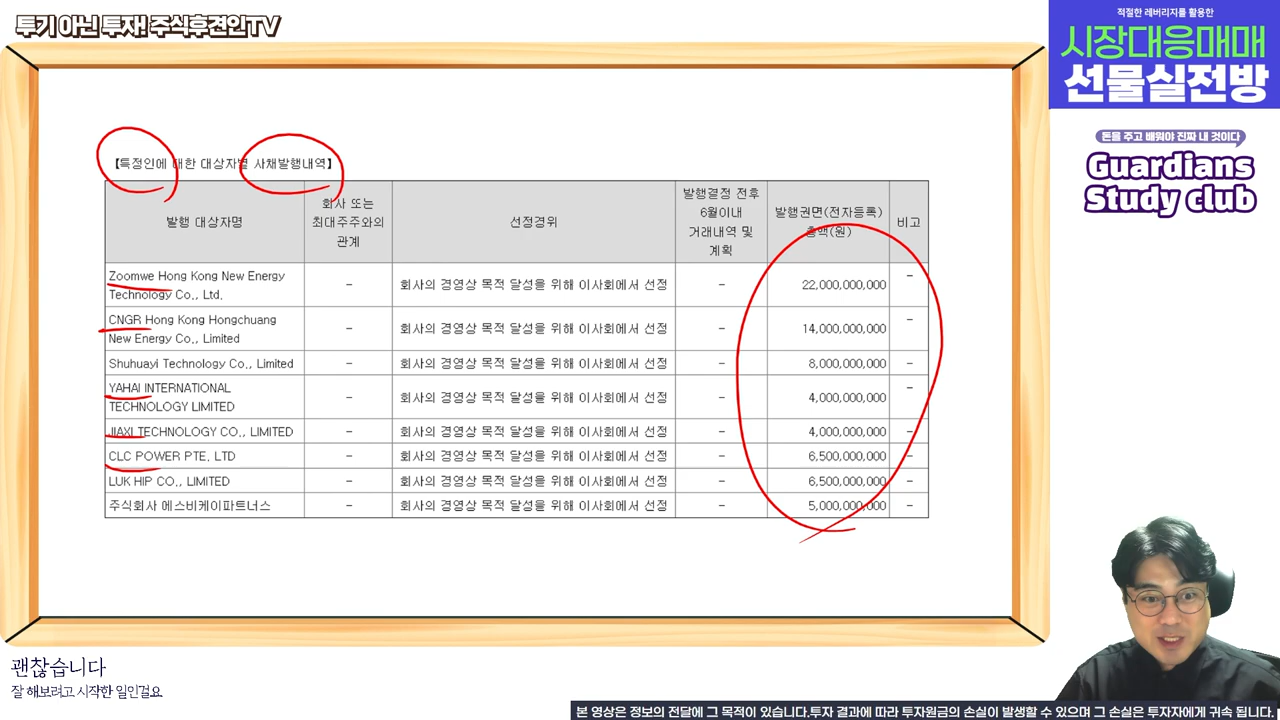 투기 아닌 투재! 주식후견인TV
적절한 레버리지를 활용한
시장대응매매
선물실전방
돈을 주고 배워야 진짜 내 것이다
Guardians
Study club
【특정인에 대한 대상자별 사채발행내역】
발행 대상자명
회사 또는
최대주주와의
관계
선정경위
발행결정 전후
6월이내
거래내역 및
계획
발행권면(전자등록)
총액(원)
비고
Zoomwe Hong Kong New Energy
Technology Co., Ltd.
-
회사의 경영상 목적 달성을 위해 이사회에서 선정
-
22,000,000,000
-
CNGR Hong Kong Hongchuang
New Energy Co., Limited
-
회사의 경영상 목적 달성을 위해 이사회에서 선정
-
14,000,000,000
-
Shuhuayi Technology Co., Limited
-
회사의 경영상 목적 달성을 위해 이사회에서 선정
-
8,000,000,000
-
YAHAI INTERNATIONAL
TECHNOLOGY LIMITED
-
회사의 경영상 목적 달성을 위해 이사회에서 선정
-
4,000,000,000
-
JIAXI TECHNOLOGY CO., LIMITED
-
회사의 경영상 목적 달성을 위해 이사회에서 선정
-
4,000,000,000
-
CLC POWER PTE. LTD
-
회사의 경영상 목적 달성을 위해 이사회에서 선정
-
6,500,000,000
-
LUK HIP CO., LIMITED
-
회사의 경영상 목적 달성을 위해 이사회에서 선정
-
6,500,000,000
-
주식회사 에스비케이파트너스
-
회사의 경영상 목적 달성을 위해 이사회에서 선정
-
5,000,000,000
-
괜찮습니다
잘 해보려고 시작한 일인걸요
본 영상은 정보의 전달에 그 목적이 있습니다.투자 결과에 따라 투자원금의 손실이 발생할 수 있으며 그 손실은 투자자에게 귀속 됩니다.